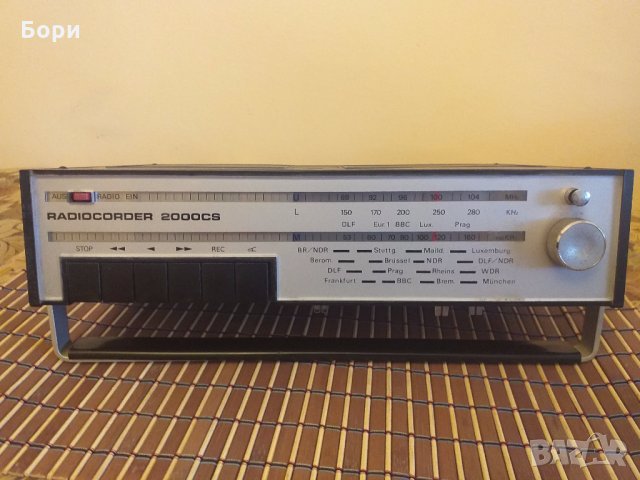 Бори
AUS RADIO EIN U 88 92 96 100 104 MHz
RADIOCORDER 2000CS
L 150 170 200 250 280 KHz
DLF Eur.1 BBC Lux. Prag
M 53 60 80 100 120 160
STOP ◄◄ ◄ ►► REC
BR/NDR Stuttg Maild. Luxemburg
Berom. Brüssel NDR DLF/NDR
DLF Prag Rheins WDR
Frankfurt BBC Brem. München
BAZAR